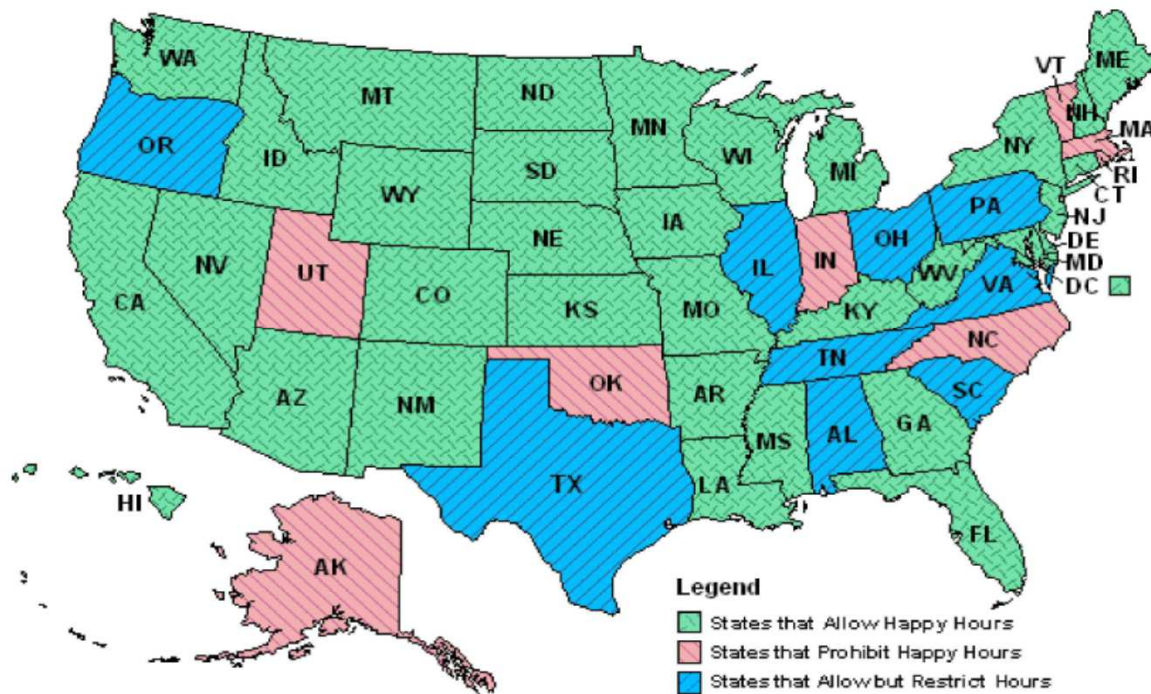 WA
MT
ND
MN
VT
ME
NH
MA
OR
ID
SD
WI
MI
NY
RI
CT
WY
IA
PA
NJ
NE
OH
DE
MD
NV
UT
CO
IL
IN
WV
VA
DC
CA
KS
MO
KY
NC
TN
AZ
NM
OK
AR
SC
MS
AL
GA
TX
LA
HI
FL
AK
Legend
States that Allow Happy Hours
States that Prohibit Happy Hours
States that Allow but Restrict Hours